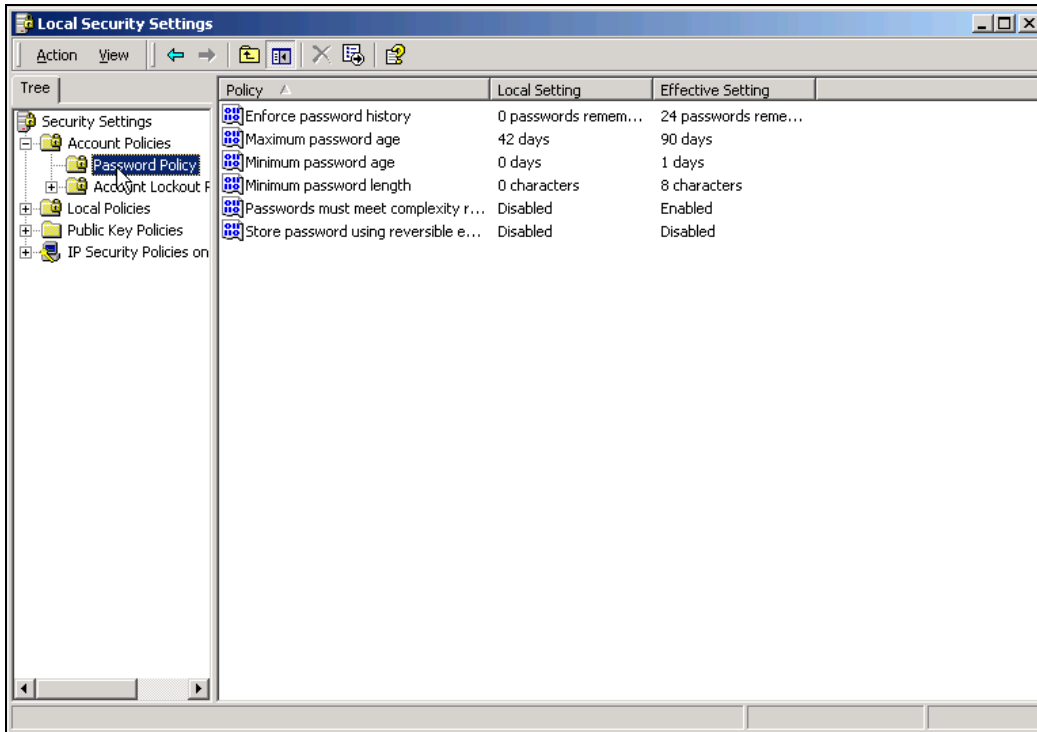 Local Security Settings
Action View
Tree
Policy Local Setting Effective Setting
Security Settings
Account Policies
Password Policy
Account Lockout P
Local Policies
Public Key Policies
IP Security Policies on
Enforce password history 0 passwords remem... 24 passwords reme...
Maximum password age 42 days 90 days
Minimum password age 0 days 1 days
Minimum password length 0 characters 8 characters
Passwords must meet complexity r... Disabled Enabled
Store password using reversible e... Disabled Disabled